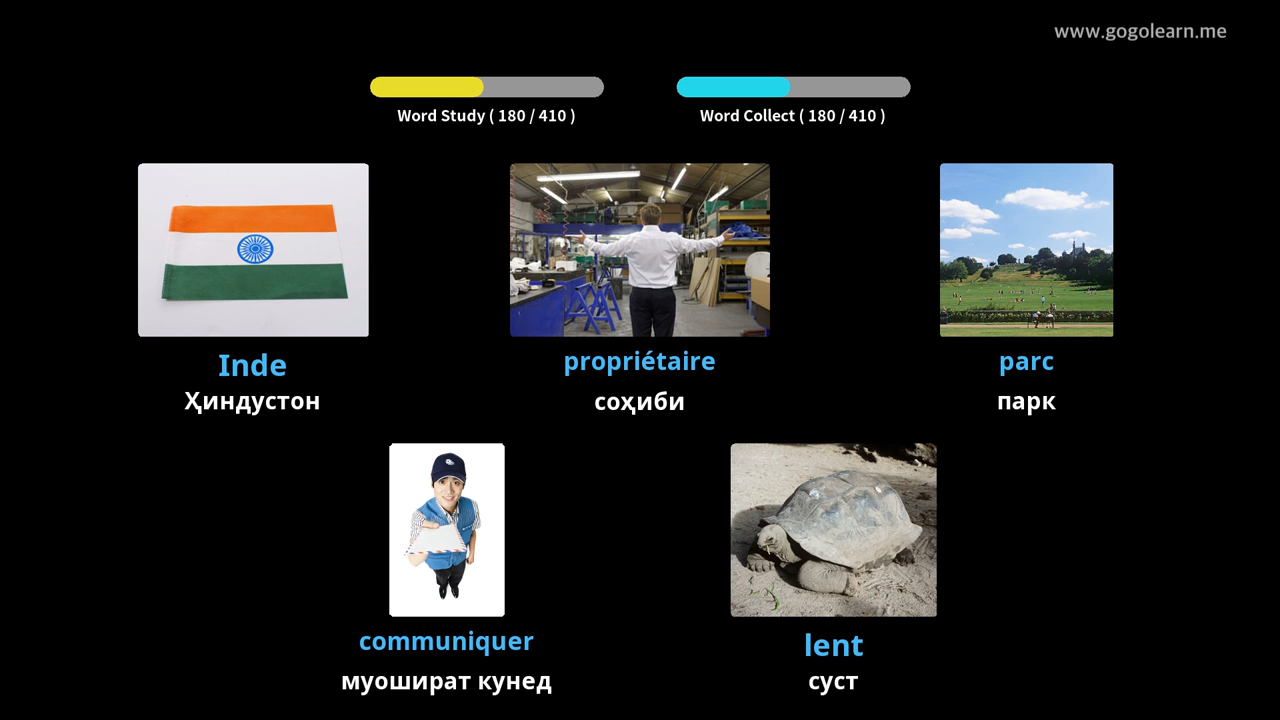 www.gogolearn.me
Word Study ( 180 / 410 )
Word Collect ( 180 / 410 )
Inde
Ҳиндустон
propriétaire
соҳиби
parc
парк
communiquer
муошират кунед
lent
суст